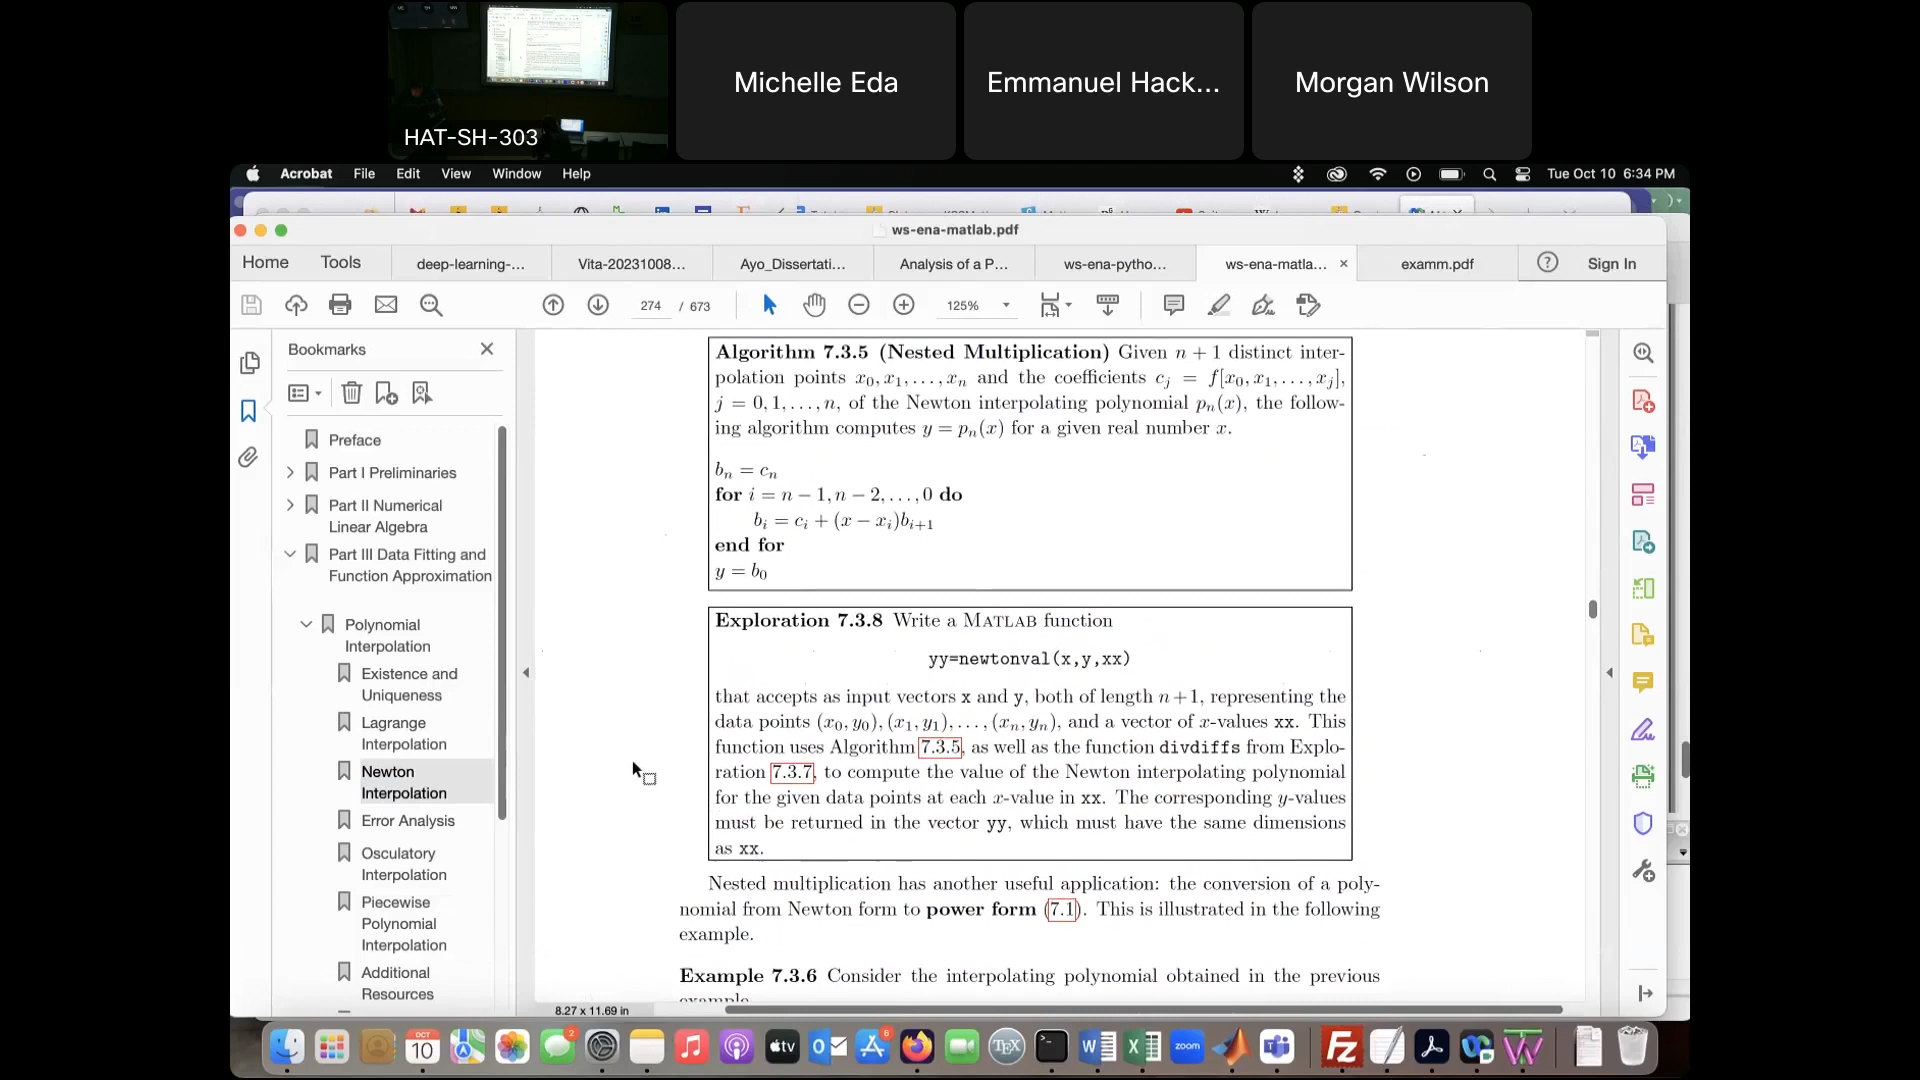 HAT-SH-303
Michelle Eda
Emmanuel Hack...
Morgan Wilson
Acrobat File Edit View Window Help
Tue Oct 10 6:34 PM
ws-ena-matlab.pdf
Home Tools deep-learning-... Vita-20231008... Ayo_Dissertati... Analysis of a P... ws-ena-pytho... ws-ena-matla... × examm.pdf Sign In
274 / 673 125%
Bookmarks
Preface
Part I Preliminaries
Part II Numerical
Linear Algebra
Part III Data Fitting and
Function Approximation
Polynomial
Interpolation
Existence and
Uniqueness
Lagrange
Interpolation
Newton
Interpolation
Error Analysis
Osculatory
Interpolation
Piecewise
Polynomial
Interpolation
Additional
Resources
Algorithm 7.3.5 (Nested Multiplication) Given n + 1 distinct inter-
polation points x₀, x₁, . . . , xₙ and the coefficients cⱼ = f[x₀, x₁, . . . , xⱼ],
j = 0, 1, . . . , n, of the Newton interpolating polynomial pₙ(x), the follow-
ing algorithm computes y = pₙ(x) for a given real number x.
bₙ = cₙ
for i = n − 1, n − 2, . . . , 0 do
bᵢ = cᵢ + (x − xᵢ)bᵢ₊₁
end for
y = b₀
Exploration 7.3.8 Write a MATLAB function
yy=newtonval(x,y,xx)
that accepts as input vectors x and y, both of length n+1, representing the
data points (x₀, y₀), (x₁, y₁), . . . , (xₙ, yₙ), and a vector of x-values xx. This
function uses Algorithm 7.3.5, as well as the function divdiffs from Explo-
ration 7.3.7, to compute the value of the Newton interpolating polynomial
for the given data points at each x-value in xx. The corresponding y-values
must be returned in the vector yy, which must have the same dimensions
as xx.
Nested multiplication has another useful application: the conversion of a poly-
nomial from Newton form to power form (7.1). This is illustrated in the following
example.
Example 7.3.6 Consider the interpolating polynomial obtained in the previous
example.
8.27 x 11.69 in
OCT
10
2
tv
6
TEX
zoom